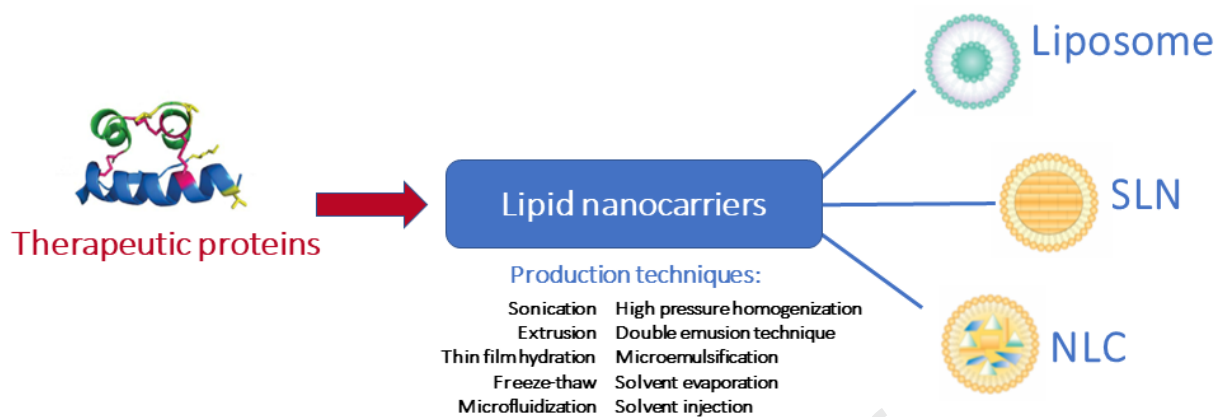 Liposome
Therapeutic proteins
Lipid nanocarriers
SLN
NLC
Production techniques:
Sonication High pressure homogenization
Extrusion Double emusion technique
Thin film hydration Microemulsification
Freeze-thaw Solvent evaporation
Microfluidization Solvent injection